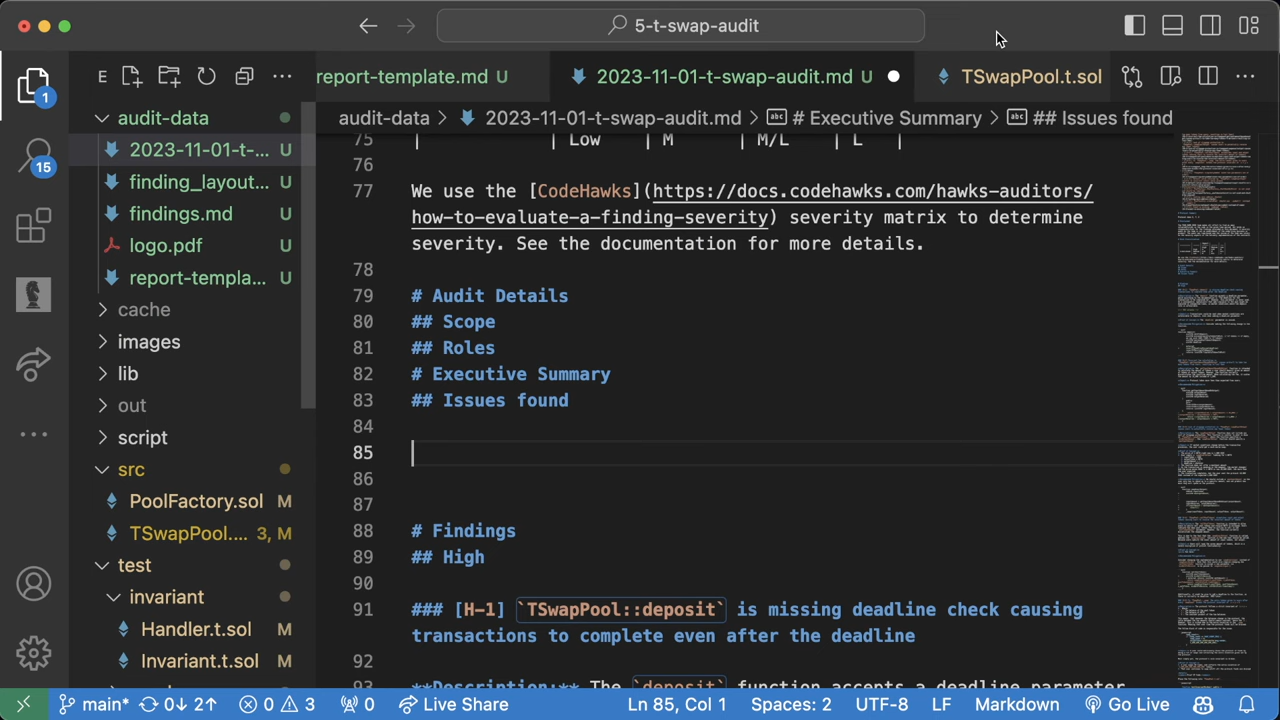 5-t-swap-audit
E
report-template.md U
2023-11-01-t-swap-audit.md U
TSwapPool.t.sol
audit-data
audit-data > 2023-11-01-t-swap-audit.md > # Executive Summary > ## Issues found
2023-11-01-t-... U
finding_layout... U
findings.md U
logo.pdf U
report-templa... U
cache
images
lib
out
script
src
PoolFactory.sol M
TSwapPool.... 3, M
test
invariant
Handler.t.sol M
Invariant.t.sol M
1
15
75 | | Low | M | M/L | L |
76
We use the [CodeHawks](https://docs.codehawks.com/hawks-auditors/
how-to-evaluate-a-finding-severity) severity matrix to determine
severity. See the documentation for more details.
78
79 # Audit Details
80 ## Scope
81 ## Roles
82 # Executive Summary
83 ## Issues found
84
85
86
87
88 # Findings
89 ## High
90
91 ### [H-1] `TSwapPool::deposit` is missing deadline check causing
transactions to complete even after the deadline
92
main* 0↓ 2↑ 0 3 0 Live Share Ln 85, Col 1 Spaces: 2 UTF-8 LF Markdown Go Live